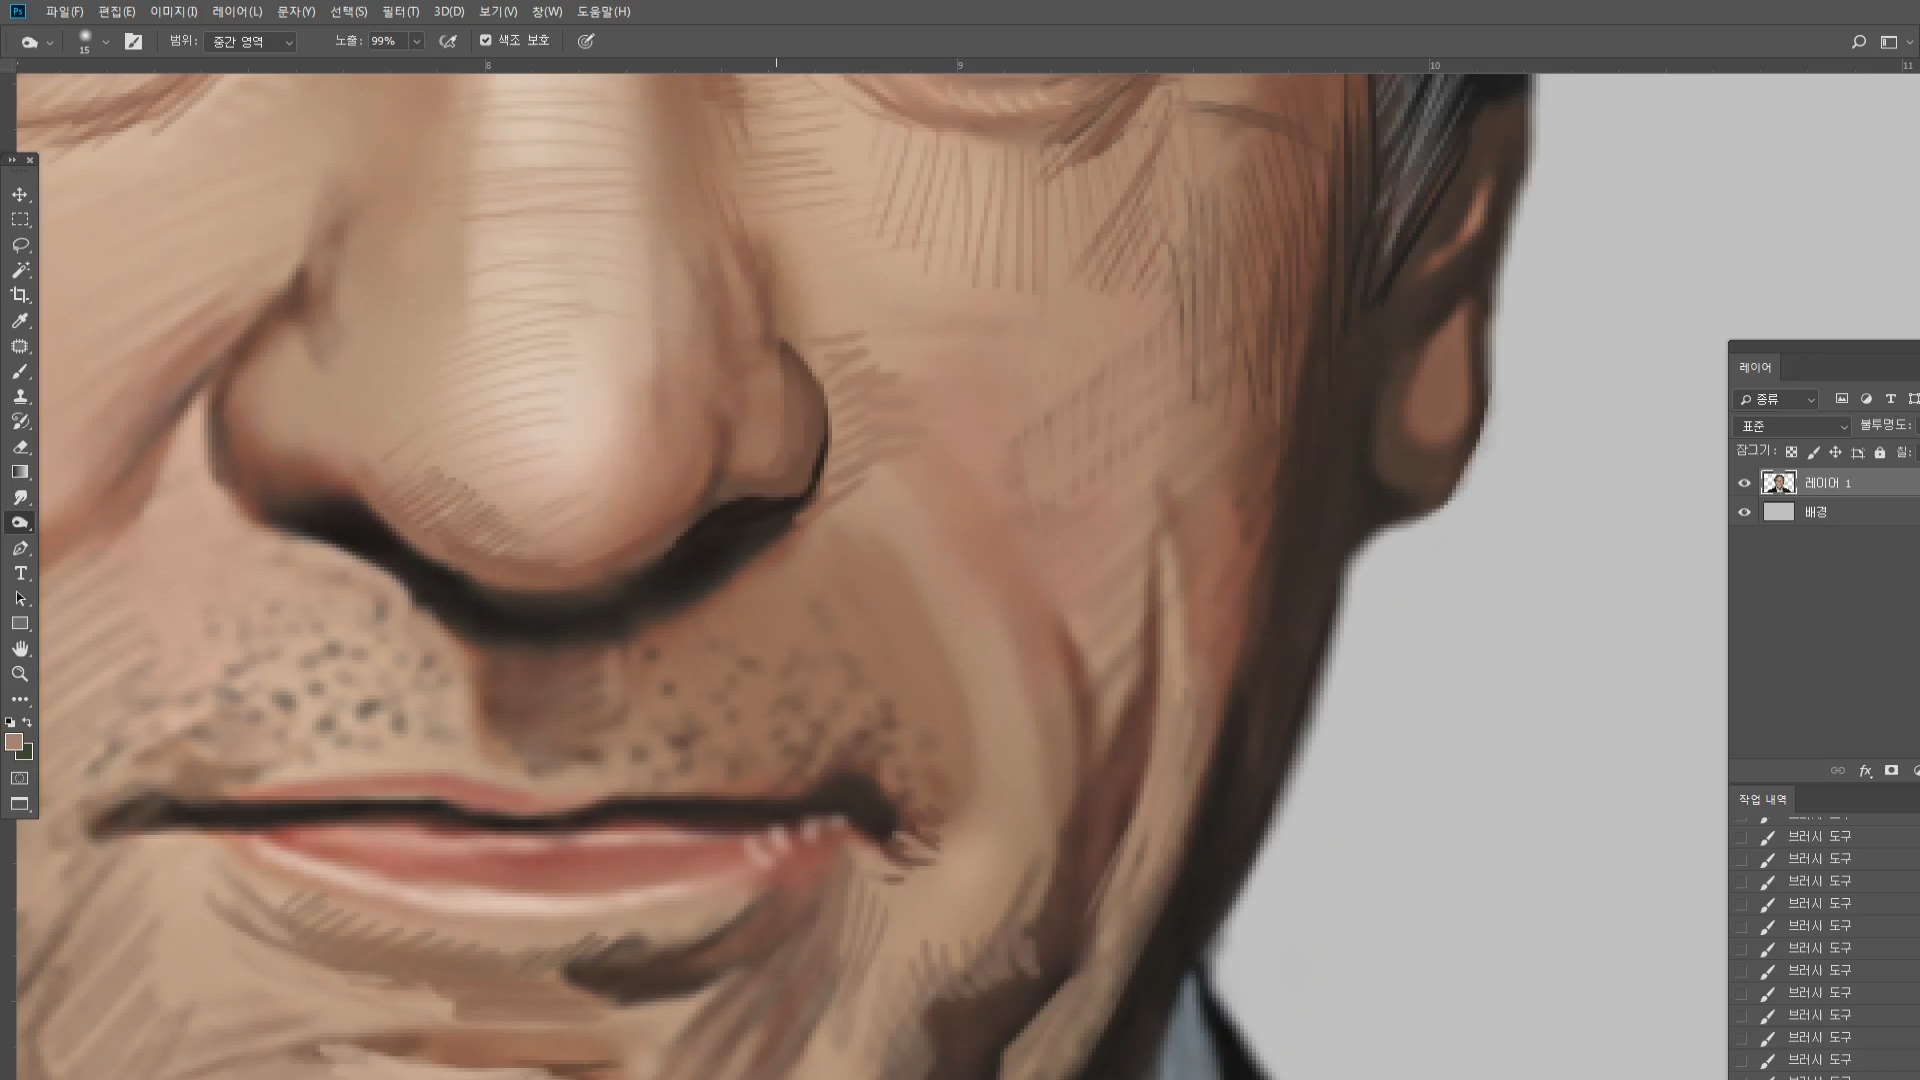 Ps 파일(F) 편집(E) 이미지(I) 레이어(L) 문자(Y) 선택(S) 필터(T) 3D(D) 보기(V) 창(W) 도움말(H)
15 범위: 중간 영역 노출: 99% 색조 보호
8 9 10 11
레이어
종류
표준 불투명도:
잠그기: 칠:
레이어 1
배경
fx
작업 내역
브러시 도구
브러시 도구
브러시 도구
브러시 도구
브러시 도구
브러시 도구
브러시 도구
브러시 도구
브러시 도구
브러시 도구
브러시 도구